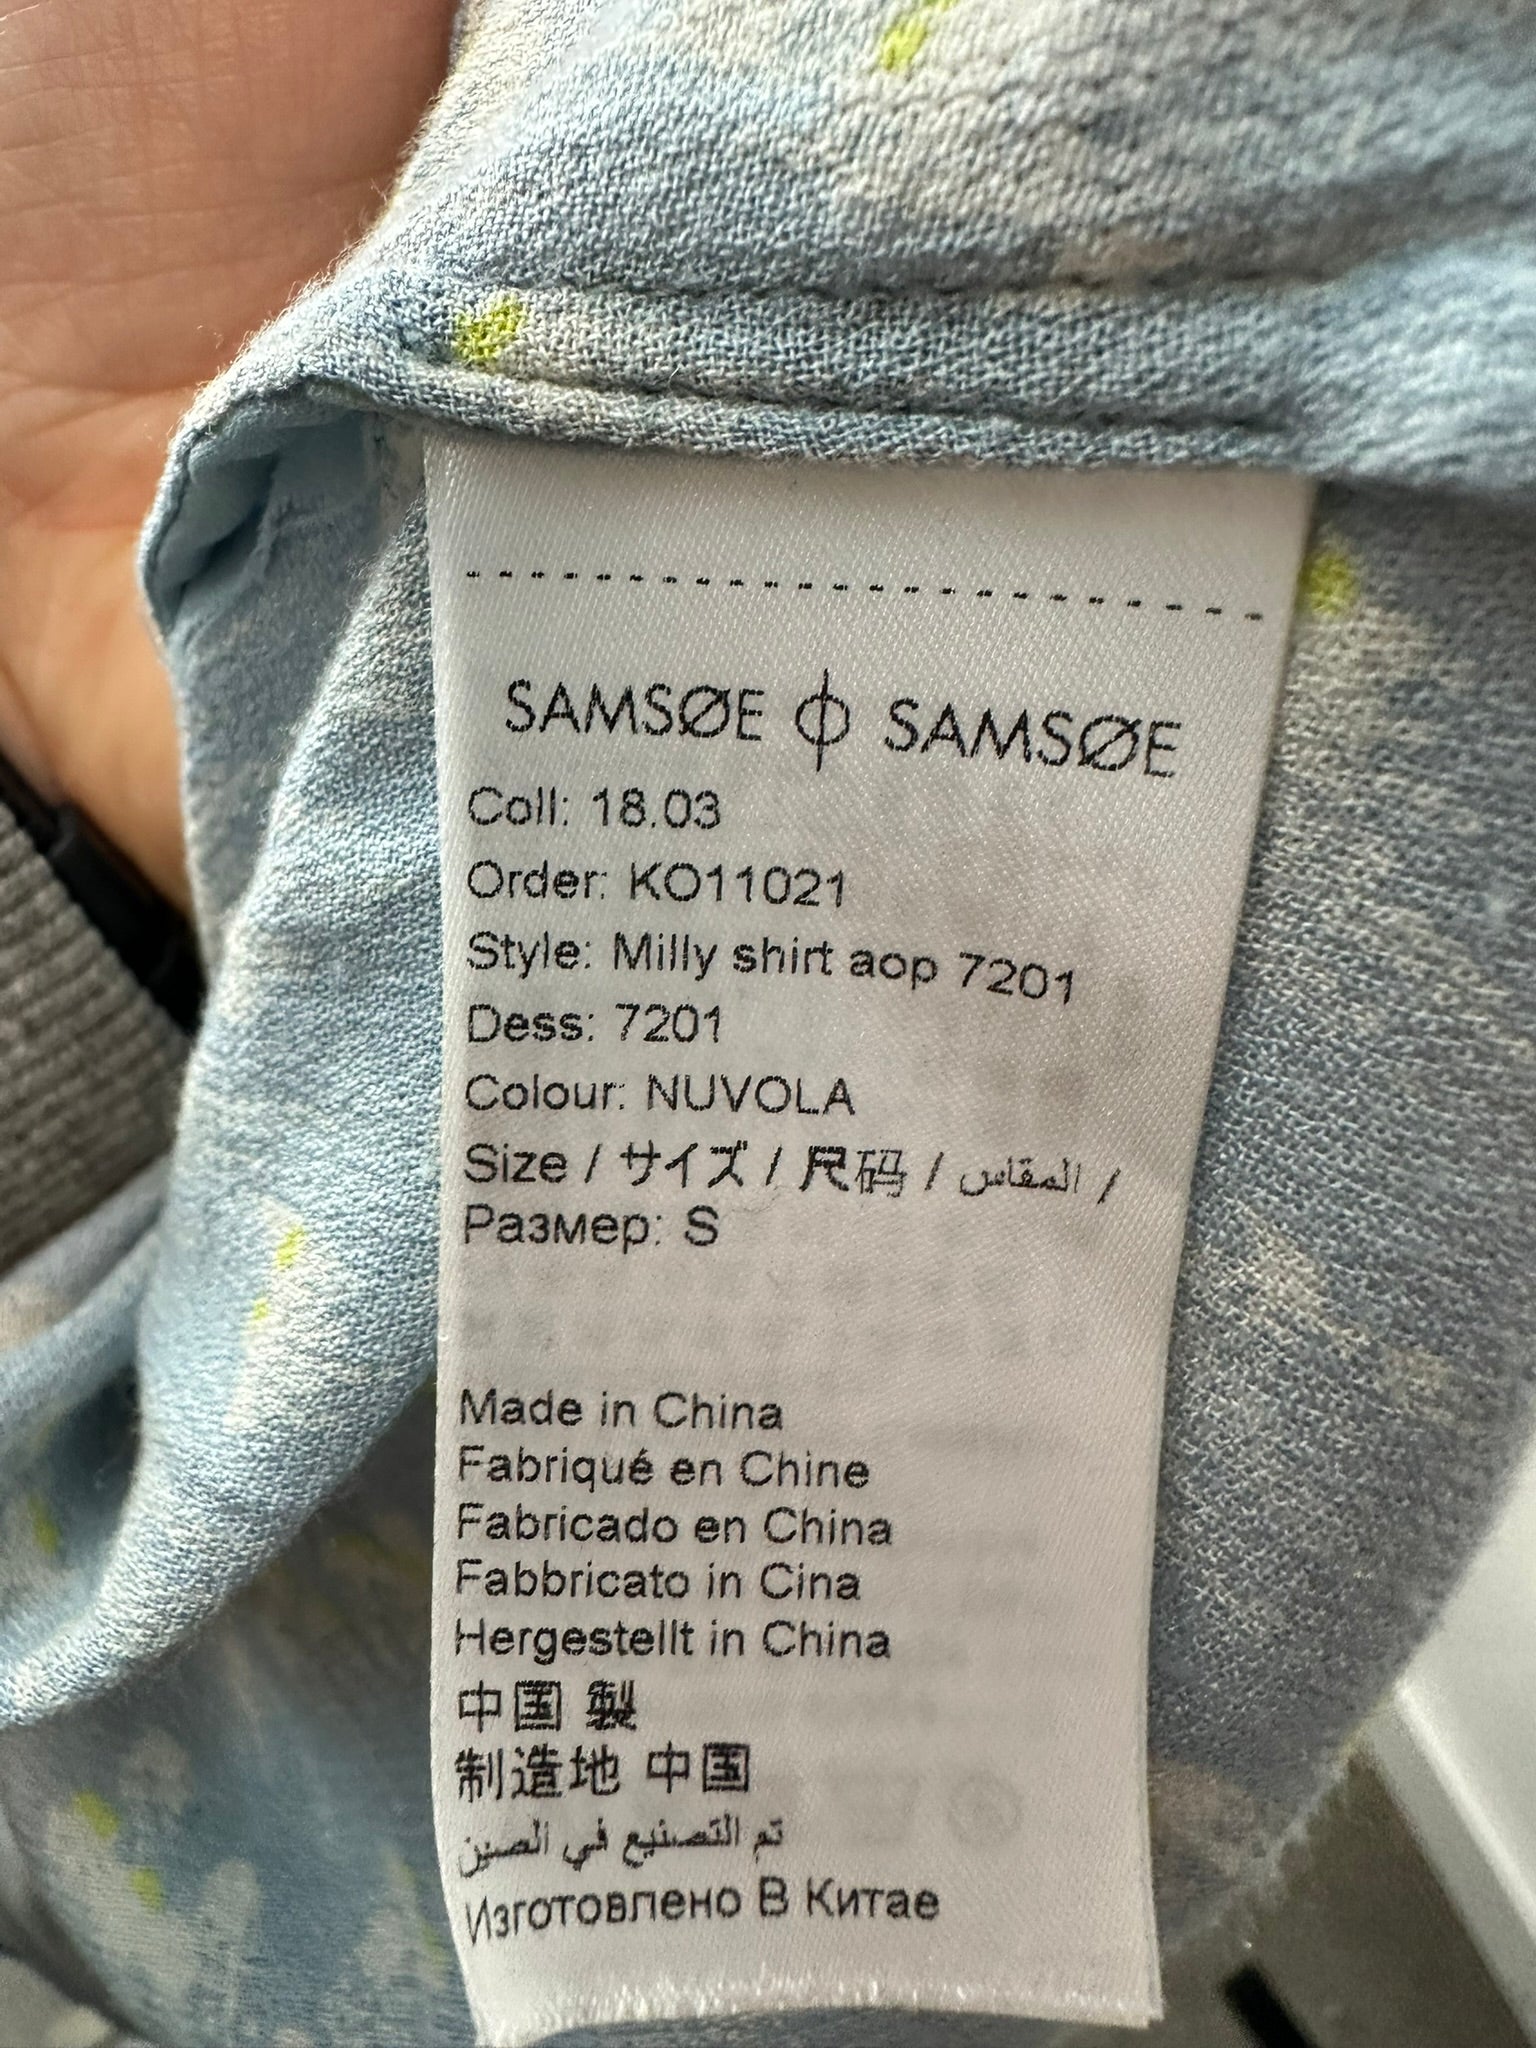 SAMSØE ϕ SAMSØE
Coll: 18.03
Order: KO11021
Style: Milly shirt aop 7201
Dess: 7201
Colour: NUVOLA
Size / サイズ / 尺码 / المقاس /
Размер: S
Made in China
Fabriqué en Chine
Fabricado en China
Fabbricato in Cina
Hergestellt in China
中国 製
制造地 中国
تم التصنيع في الصين
Изготовлено В Китае